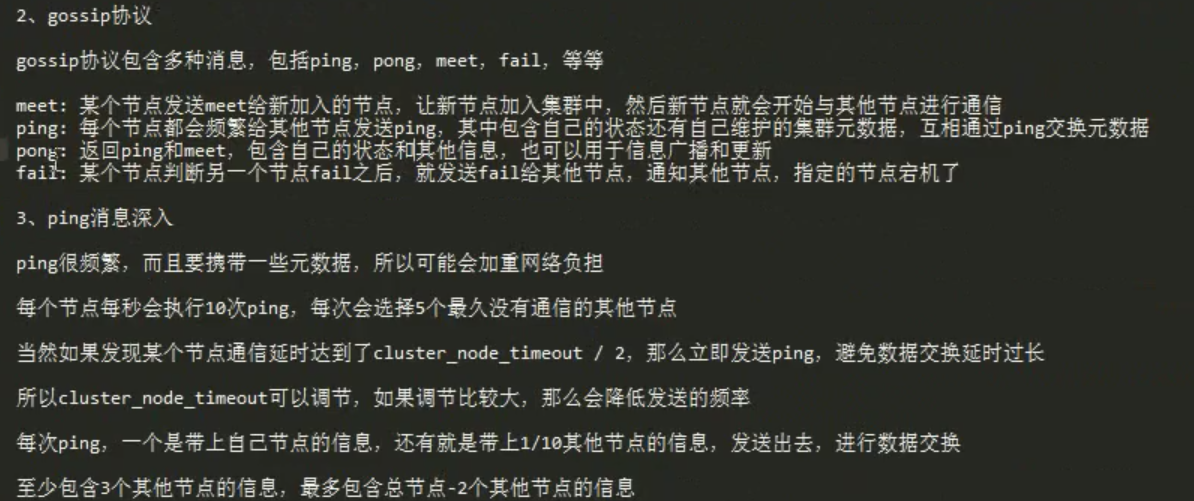 2、gossip协议
gossip协议包含多种消息，包括ping，pong，meet，fail，等等
meet：某个节点发送meet给新加入的节点，让新节点加入集群中，然后新节点就会开始与其他节点进行通信
ping：每个节点都会频繁给其他节点发送ping，其中包含自己的状态还有自己维护的集群元数据，互相通过ping交换元数据
pong：返回ping和meet，包含自己的状态和其他信息，也可以用于信息广播和更新
fail：某个节点判断另一个节点fail之后，就发送fail给其他节点，通知其他节点，指定的节点宕机了
3、ping消息深入
ping很频繁，而且要携带一些元数据，所以可能会加重网络负担
每个节点每秒会执行10次ping，每次会选择5个最久没有通信的其他节点
当然如果发现某个节点通信延时达到了cluster_node_timeout / 2，那么立即发送ping，避免数据交换延时过长
所以cluster_node_timeout可以调节，如果调节比较大，那么会降低发送的频率
每次ping，一个是带上自己节点的信息，还有就是带上1/10其他节点的信息，发送出去，进行数据交换
至少包含3个其他节点的信息，最多包含总节点-2个其他节点的信息